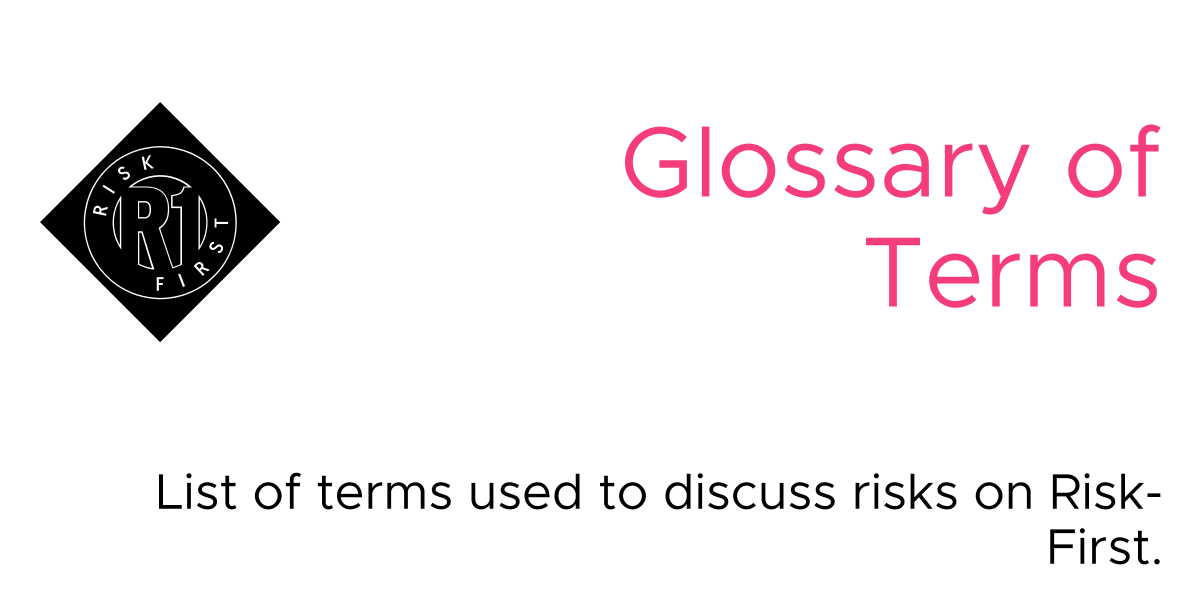 RISK
R1
FIRST
Glossary of
Terms
List of terms used to discuss risks on Risk-
First.